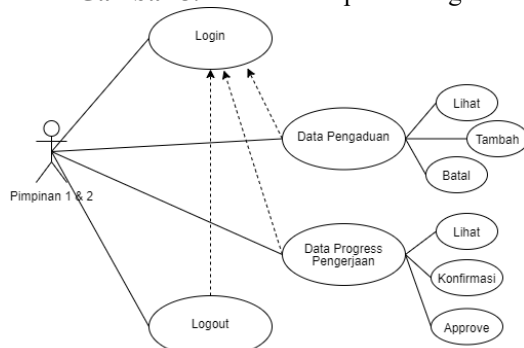 Login
Lihat
Data Pengaduan
Tambah
Batal
Pimpinan 1 & 2
Lihat
Data Progress
Pengerjaan
Konfirmasi
Logout
Approve